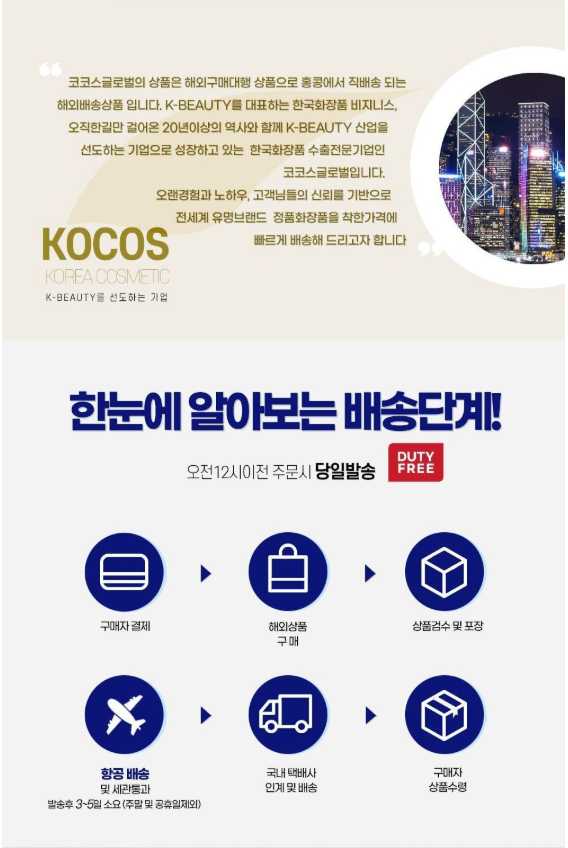 코코스글로벌의 상품은 해외구매대행 상품으로 홍콩에서 직배송 되는
해외배송상품 입니다. K-BEAUTY를 대표하는 한국화장품 비지니스,
오직한길만 걸어온 20년이상의 역사와 함께 K-BEAUTY 산업을
선도하는 기업으로 성장하고 있는 한국화장품 수출전문기업인
코코스글로벌입니다.
오랜경험과 노하우, 고객님들의 신뢰를 기반으로
전세계 유명브랜드 정품화장품을 착한가격에
빠르게 배송해 드리고자 합니다
KOCOS
KOREA COSMETIC
K-BEAUTY를 선도하는 기업
한눈에 알아보는 배송단계!
오전12시이전 주문시 당일발송
DUTY
FREE
구매자 결제
해외상품
구 매
상품검수 및 포장
항공 배송
및 세관통과
발송후 3~5일 소요 (주말 및 공휴일제외)
국내 택배사
인계 및 배송
구매자
상품수령